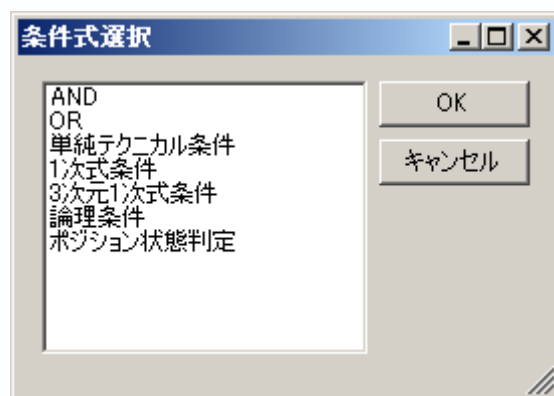 条件式選択
AND
OR
単純テクニカル条件
1次式条件
3次元1次式条件
論理条件
ポジション状態判定
OK
キャンセル